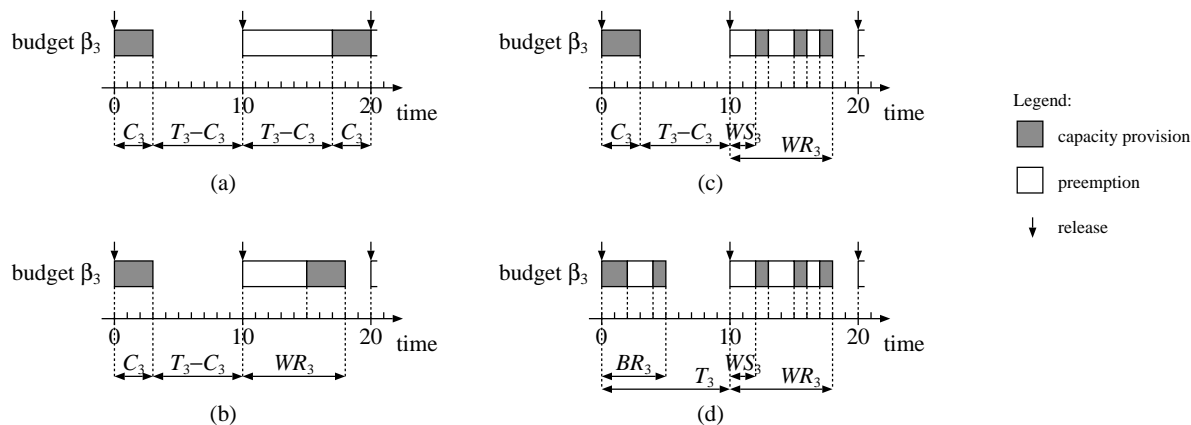 budget β₃
0 10 20 time
C₃ T₃−C₃ T₃−C₃ C₃
(a)
budget β₃
0 10 20 time
C₃ T₃−C₃ WR₃
(b)
budget β₃
0 10 20 time
C₃ T₃−C₃ WS₃
WR₃
(c)
budget β₃
0 10 20 time
BR₃ WS₃
T₃ WR₃
(d)
Legend:
capacity provision
preemption
release